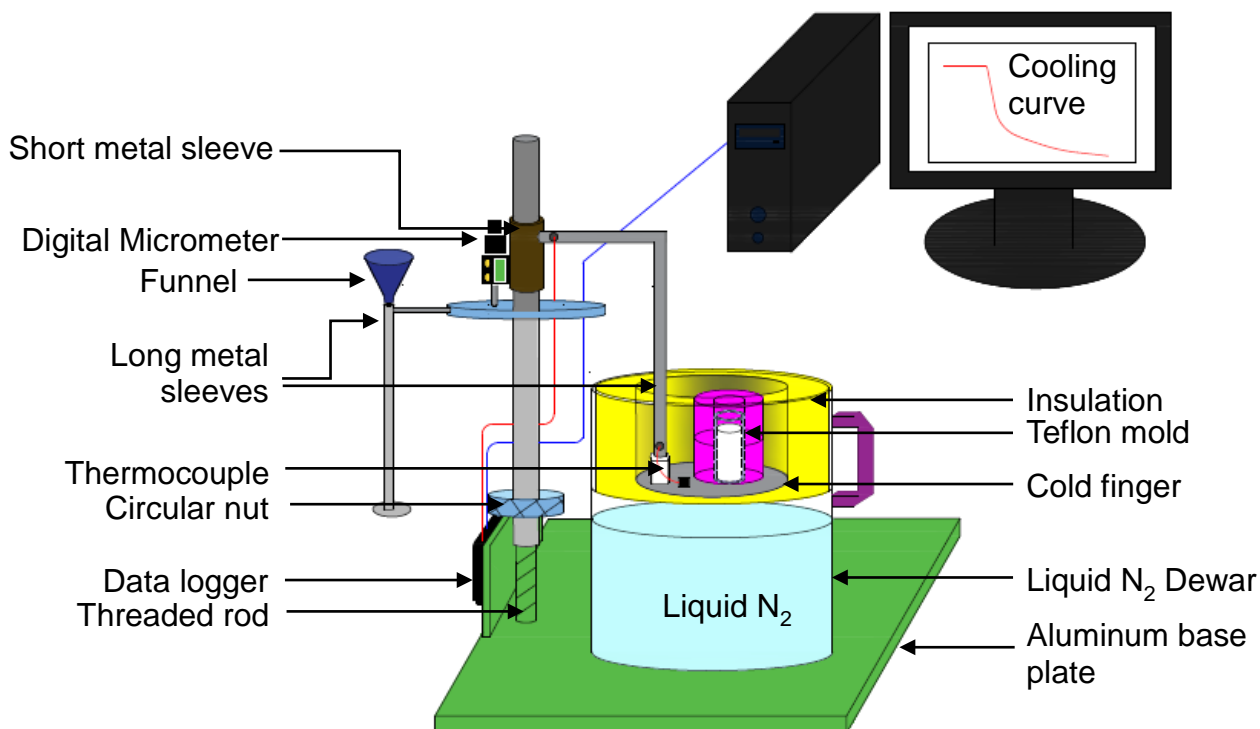 Cooling
curve
Short metal sleeve
Digital Micrometer
Funnel
Long metal
sleeves
Thermocouple
Circular nut
Data logger
Threaded rod
Insulation
Teflon mold
Cold finger
Liquid N₂ Dewar
Aluminum base
plate
Liquid N₂